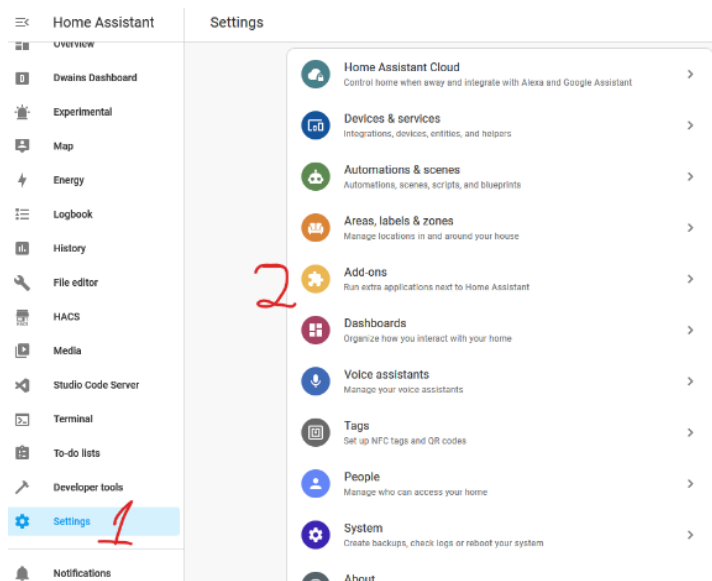 Home Assistant
Settings
Overview
Dwains Dashboard
Experimental
Map
Energy
Logbook
History
File editor
HACS
Media
Studio Code Server
Terminal
To-do lists
Developer tools
Settings
1
Notifications
Home Assistant Cloud
Control home when away and integrate with Alexa and Google Assistant
Devices & services
Integrations, devices, entities, and helpers
Automations & scenes
Automations, scenes, scripts, and blueprints
Areas, labels & zones
Manage locations in and around your house
2
Add-ons
Run extra applications next to Home Assistant
Dashboards
Organize how you interact with your home
Voice assistants
Manage your voice assistants
Tags
Set up NFC tags and QR codes
People
Manage who can access your home
System
Create backups, check logs or reboot your system
About